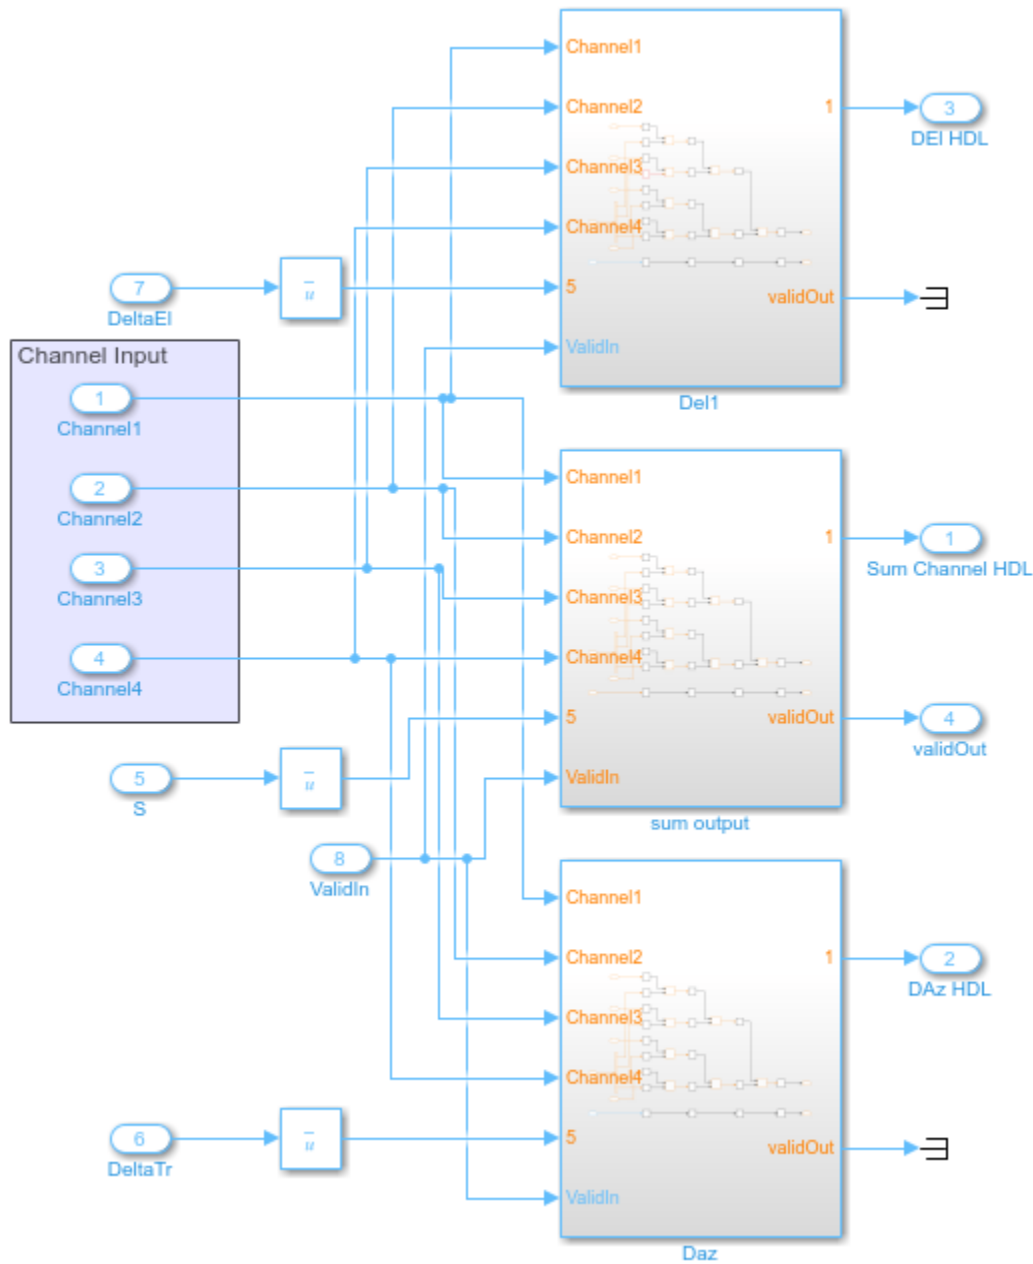 Channel1
Channel2
Channel3
Channel4
5
ValidIn
1
validOut
Del1
3
DEl HDL
7
DeltaEl
u
Channel Input
1
Channel1
2
Channel2
3
Channel3
4
Channel4
Channel1
Channel2
Channel3
Channel4
5
ValidIn
1
validOut
sum output
1
Sum Channel HDL
4
validOut
5
S
u
8
ValidIn
Channel1
Channel2
Channel3
Channel4
5
ValidIn
1
validOut
Daz
2
DAz HDL
6
DeltaTr
u